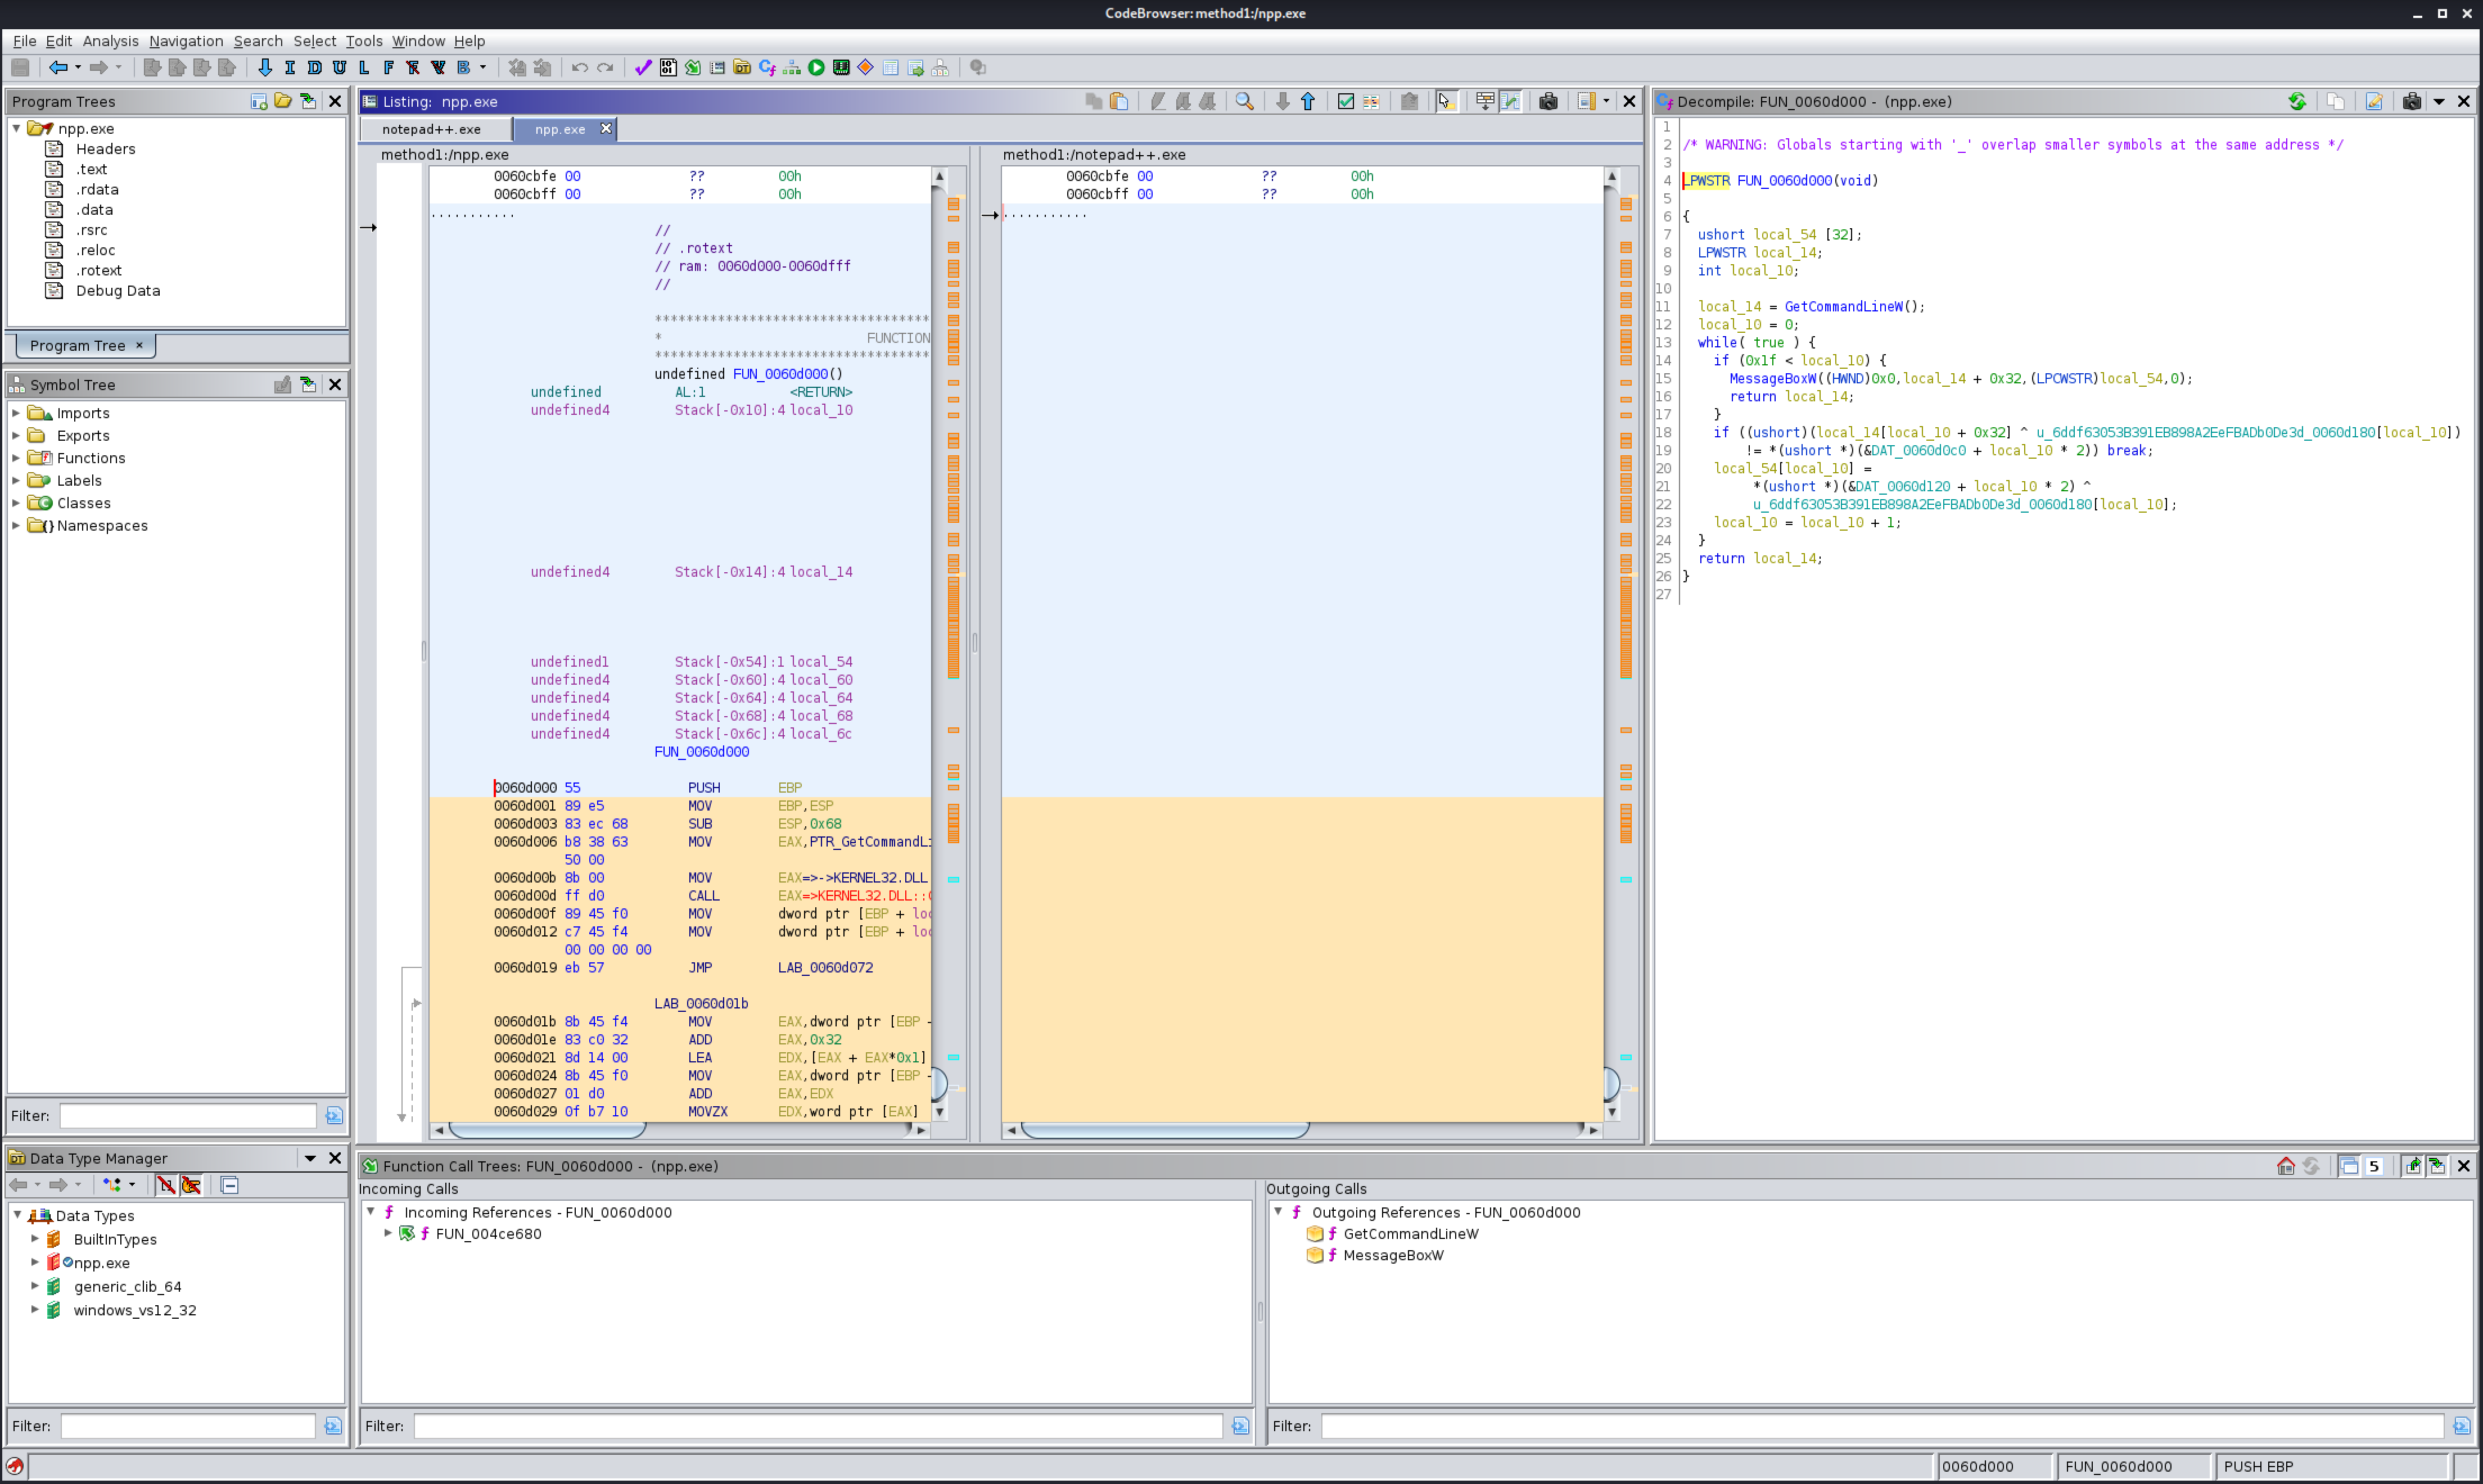 CodeBrowser: method1:/npp.exe
File Edit Analysis Navigation Search Select Tools Window Help
I D U L F B
Program Trees
npp.exe
Headers
.text
.rdata
.data
.rsrc
.reloc
.rotext
Debug Data
Program Tree ×
Symbol Tree
Imports
Exports
Functions
Labels
Classes
Namespaces
Filter:
Data Type Manager
Data Types
BuiltInTypes
npp.exe
generic_clib_64
windows_vs12_32
Filter:
Listing: npp.exe
notepad++.exe npp.exe
method1:/npp.exe
0060cbfe 00 ?? 00h
0060cbff 00 ?? 00h
...........
//
// .rotext
// ram: 0060d000-0060dfff
//
***********************************
* FUNCTION
***********************************
undefined FUN_0060d000()
undefined AL:1 <RETURN>
undefined4 Stack[-0x10]:4 local_10
undefined4 Stack[-0x14]:4 local_14
undefined1 Stack[-0x54]:1 local_54
undefined4 Stack[-0x60]:4 local_60
undefined4 Stack[-0x64]:4 local_64
undefined4 Stack[-0x68]:4 local_68
undefined4 Stack[-0x6c]:4 local_6c
FUN_0060d000
0060d000 55 PUSH EBP
0060d001 89 e5 MOV EBP,ESP
0060d003 83 ec 68 SUB ESP,0x68
0060d006 b8 38 63 MOV EAX,PTR_GetCommandL
50 00
0060d00b 8b 00 MOV EAX=>->KERNEL32.DLL
0060d00d ff d0 CALL EAX=>KERNEL32.DLL::
0060d00f 89 45 f0 MOV dword ptr [EBP + lo
0060d012 c7 45 f4 MOV dword ptr [EBP + lo
00 00 00 00
0060d019 eb 57 JMP LAB_0060d072
LAB_0060d01b
0060d01b 8b 45 f4 MOV EAX,dword ptr [EBP
0060d01e 83 c0 32 ADD EAX,0x32
0060d021 8d 14 00 LEA EDX,[EAX + EAX*0x1]
0060d024 8b 45 f0 MOV EAX,dword ptr [EBP
0060d027 01 d0 ADD EAX,EDX
0060d029 0f b7 10 MOVZX EDX,word ptr [EAX]
method1:/notepad++.exe
0060cbfe 00 ?? 00h
0060cbff 00 ?? 00h
...........
Decompile: FUN_0060d000 - (npp.exe)
1
2 /* WARNING: Globals starting with '_' overlap smaller symbols at the same address */
3
4 LPWSTR FUN_0060d000(void)
5
6 {
7 ushort local_54 [32];
8 LPWSTR local_14;
9 int local_10;
10
11 local_14 = GetCommandLineW();
12 local_10 = 0;
13 while( true ) {
14 if (0x1f < local_10) {
15 MessageBoxW((HWND)0x0,local_14 + 0x32,(LPCWSTR)local_54,0);
16 return local_14;
17 }
18 if ((ushort)(local_14[local_10 + 0x32] ^ u_6ddf63053B391EB898A2EeFBADb0De3d_0060d180[local_10])
19 != *(ushort *)(&DAT_0060d0c0 + local_10 * 2)) break;
20 local_54[local_10] =
21 *(ushort *)(&DAT_0060d120 + local_10 * 2) ^
22 u_6ddf63053B391EB898A2EeFBADb0De3d_0060d180[local_10];
23 local_10 = local_10 + 1;
24 }
25 return local_14;
26 }
27
Function Call Trees: FUN_0060d000 - (npp.exe) 5
Incoming Calls
Incoming References - FUN_0060d000
FUN_004ce680
Filter:
Outgoing Calls
Outgoing References - FUN_0060d000
GetCommandLineW
MessageBoxW
Filter:
0060d000 FUN_0060d000 PUSH EBP